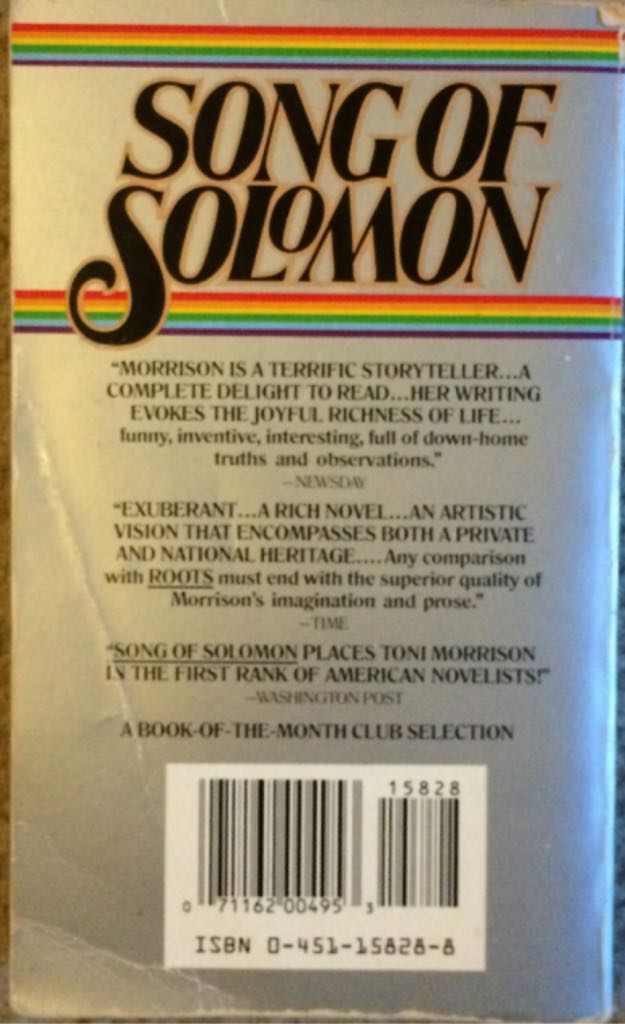 SONG OF
SOLOMON
"MORRISON IS A TERRIFIC STORYTELLER...A
COMPLETE DELIGHT TO READ...HER WRITING
EVOKES THE JOYFUL RICHNESS OF LIFE...
funny, inventive, interesting, full of down-home
truths and observations."
—NEWSDAY
"EXUBERANT...A RICH NOVEL...AN ARTISTIC
VISION THAT ENCOMPASSES BOTH A PRIVATE
AND NATIONAL HERITAGE....Any comparison
with ROOTS must end with the superior quality of
Morrison's imagination and prose."
—TIME
"SONG OF SOLOMON PLACES TONI MORRISON
IN THE FIRST RANK OF AMERICAN NOVELISTS!"
—WASHINGTON POST
A BOOK-OF-THE-MONTH CLUB SELECTION
15828
0 71162 00495 3
ISBN 0-451-15828-8